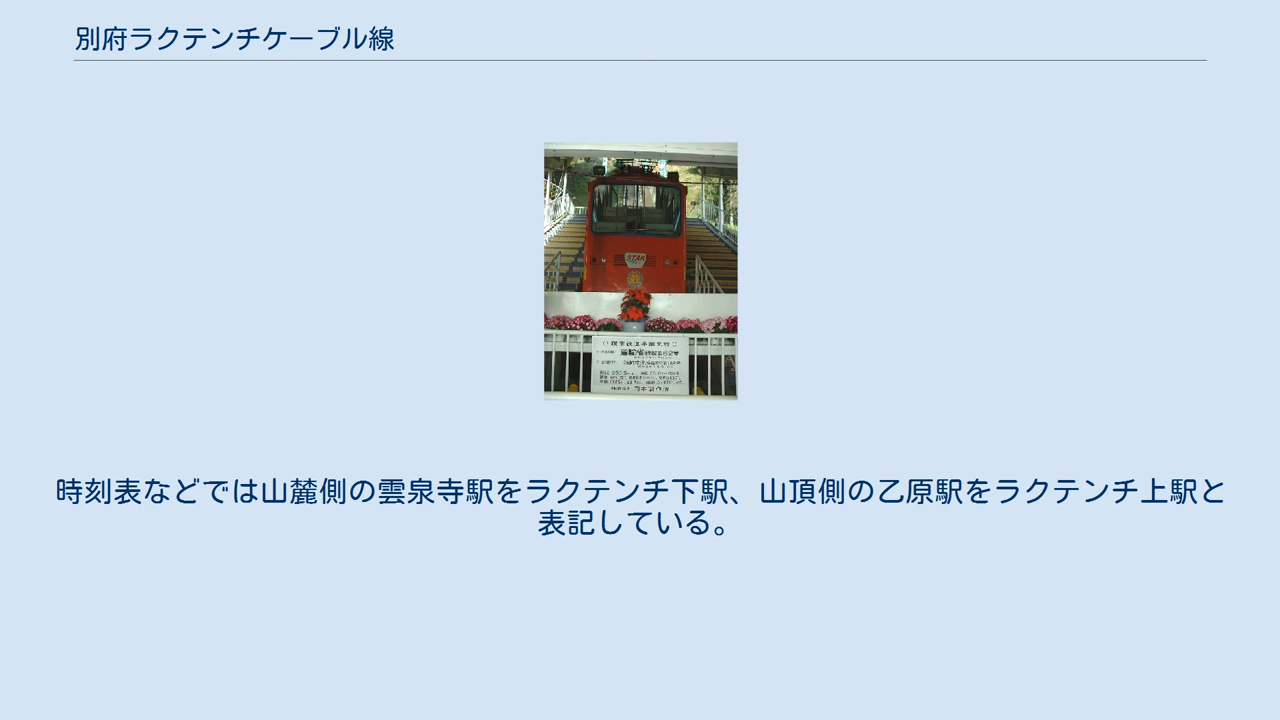 別府ラクテンチケーブル線
STAR
時刻表などでは山麓側の雲泉寺駅をラクテンチ下駅、山頂側の乙原駅をラクテンチ上駅と
表記している。